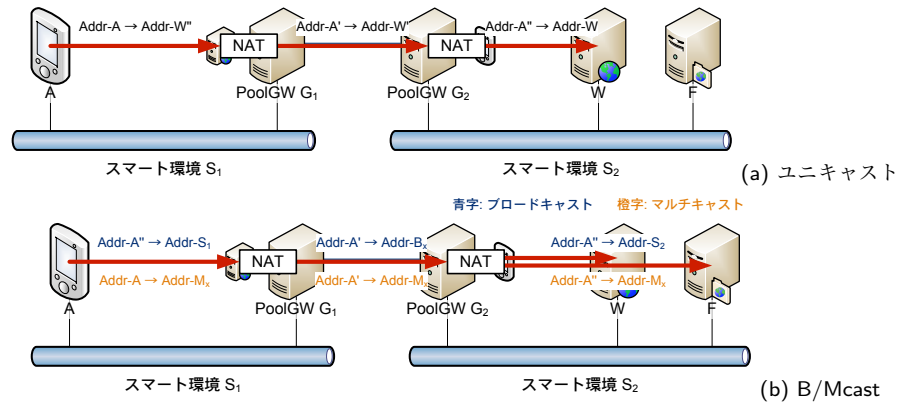 Addr-A → Addr-W" Addr-A' → Addr-W' Addr-A" → Addr-W
NAT NAT
A PoolGW G₁ PoolGW G₂ W F
スマート環境 S₁ スマート環境 S₂
(a) ユニキャスト
青字: ブロードキャスト 橙字: マルチキャスト
Addr-A" → Addr-S₁ Addr-A' → Addr-Bₓ Addr-A" → Addr-S₂
NAT NAT
Addr-A → Addr-Mₓ Addr-A' → Addr-Mₓ Addr-A" → Addr-Mₓ
A PoolGW G₁ PoolGW G₂ W F
スマート環境 S₁ スマート環境 S₂
(b) B/Mcast